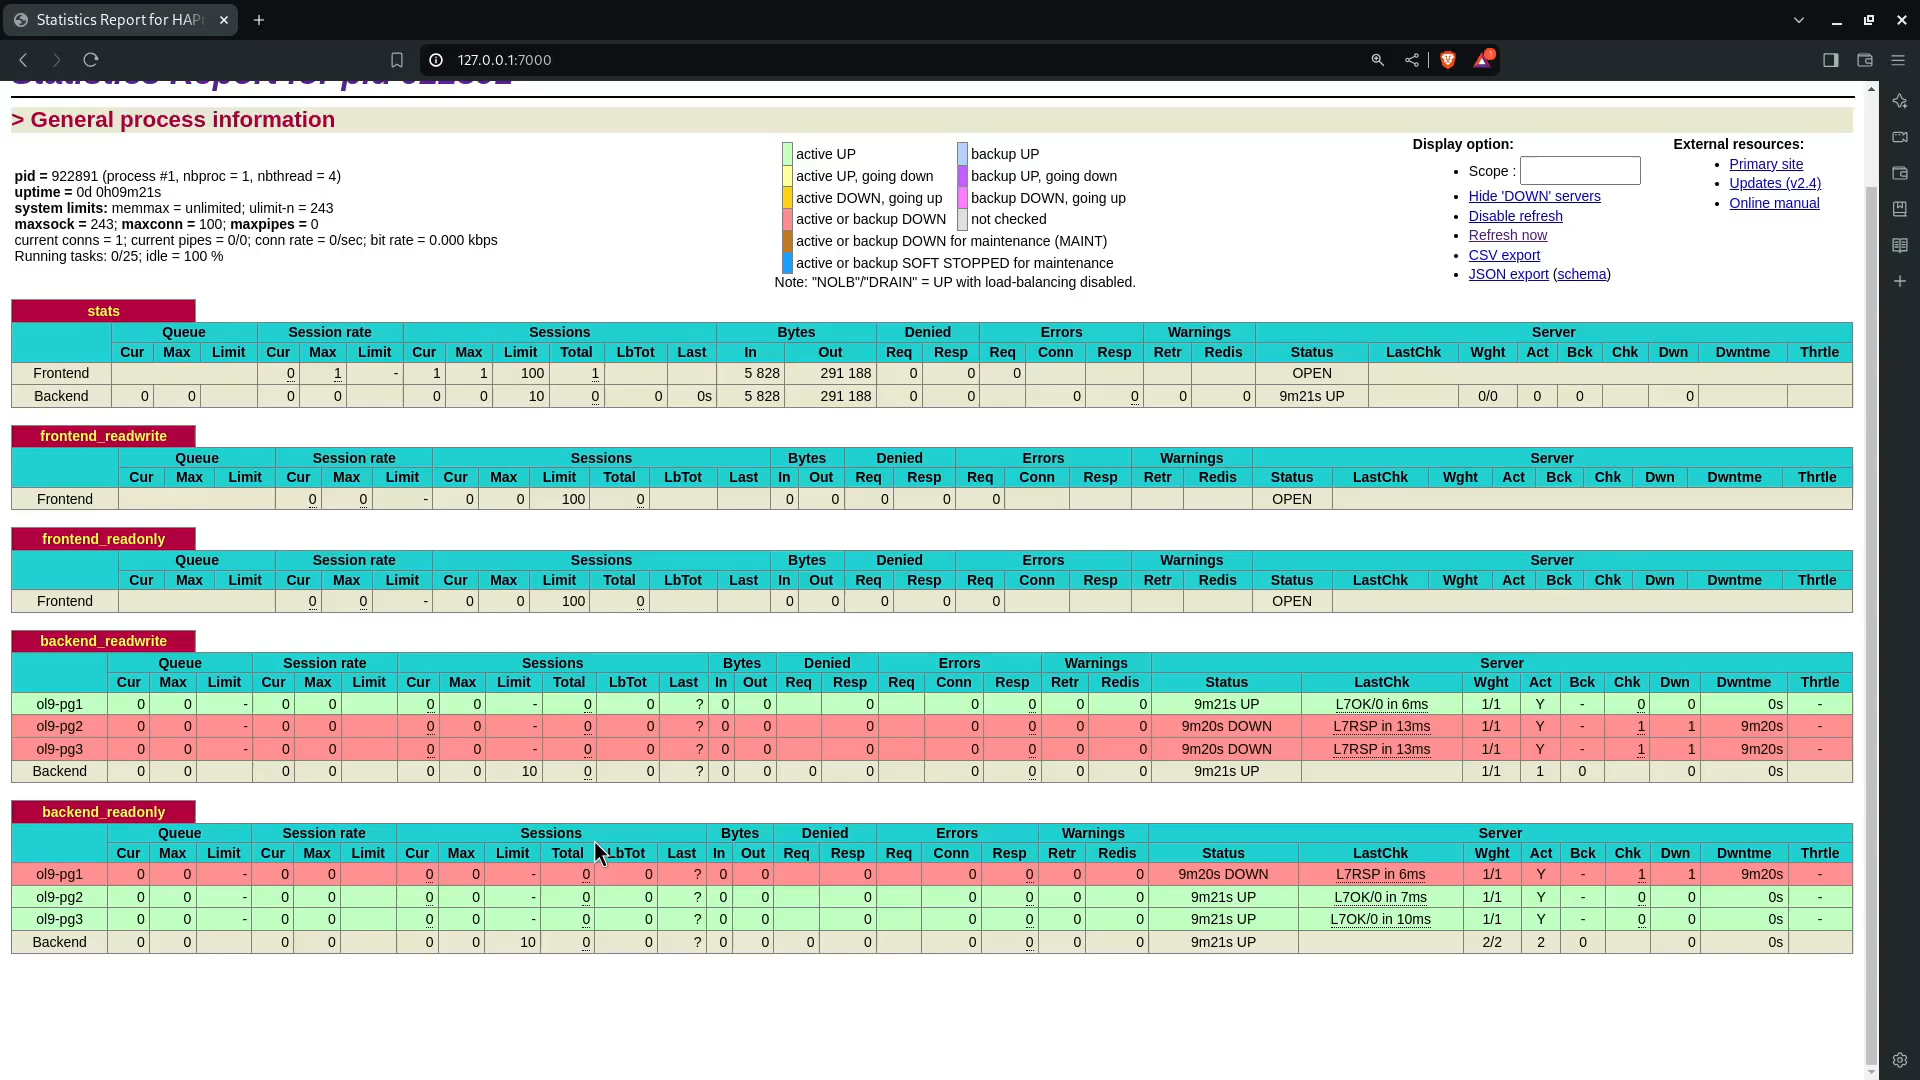 Statistics Report for HAPr
127.0.0.1:7000
1
> General process information
pid = 922891 (process #1, nbproc = 1, nbthread = 4)
uptime = 0d 0h09m21s
system limits: memmax = unlimited; ulimit-n = 243
maxsock = 243; maxconn = 100; maxpipes = 0
current conns = 1; current pipes = 0/0; conn rate = 0/sec; bit rate = 0.000 kbps
Running tasks: 0/25; idle = 100 %
active UP backup UP
active UP, going down backup UP, going down
active DOWN, going up backup DOWN, going up
active or backup DOWN not checked
active or backup DOWN for maintenance (MAINT)
active or backup SOFT STOPPED for maintenance
Note: "NOLB"/"DRAIN" = UP with load-balancing disabled.
Display option:
• Scope :
• Hide 'DOWN' servers
• Disable refresh
• Refresh now
• CSV export
• JSON export (schema)
External resources:
• Primary site
• Updates (v2.4)
• Online manual
stats
Queue Session rate Sessions Bytes Denied Errors Warnings Server
Cur Max Limit Cur Max Limit Cur Max Limit Total LbTot Last In Out Req Resp Req Conn Resp Retr Redis Status LastChk Wght Act Bck Chk Dwn Dwntme Thrtle
Frontend 0 1 - 1 1 100 1 5 828 291 188 0 0 0 OPEN
Backend 0 0 0 0 0 0 10 0 0 0s 5 828 291 188 0 0 0 0 0 0 9m21s UP 0/0 0 0 0
frontend_readwrite
Queue Session rate Sessions Bytes Denied Errors Warnings Server
Cur Max Limit Cur Max Limit Cur Max Limit Total LbTot Last In Out Req Resp Req Conn Resp Retr Redis Status LastChk Wght Act Bck Chk Dwn Dwntme Thrtle
Frontend 0 0 - 0 0 100 0 0 0 0 0 0 OPEN
frontend_readonly
Queue Session rate Sessions Bytes Denied Errors Warnings Server
Cur Max Limit Cur Max Limit Cur Max Limit Total LbTot Last In Out Req Resp Req Conn Resp Retr Redis Status LastChk Wght Act Bck Chk Dwn Dwntme Thrtle
Frontend 0 0 - 0 0 100 0 0 0 0 0 0 OPEN
backend_readwrite
Queue Session rate Sessions Bytes Denied Errors Warnings Server
Cur Max Limit Cur Max Limit Cur Max Limit Total LbTot Last In Out Req Resp Req Conn Resp Retr Redis Status LastChk Wght Act Bck Chk Dwn Dwntme Thrtle
ol9-pg1 0 0 - 0 0 0 0 - 0 0 ? 0 0 0 0 0 0 0 9m21s UP L7OK/0 in 6ms 1/1 Y - 0 0 0s -
ol9-pg2 0 0 - 0 0 0 0 - 0 0 ? 0 0 0 0 0 0 0 9m20s DOWN L7RSP in 13ms 1/1 Y - 1 1 9m20s -
ol9-pg3 0 0 - 0 0 0 0 - 0 0 ? 0 0 0 0 0 0 0 9m20s DOWN L7RSP in 13ms 1/1 Y - 1 1 9m20s -
Backend 0 0 0 0 0 0 10 0 0 ? 0 0 0 0 0 0 0 0 9m21s UP 1/1 1 0 0 0s
backend_readonly
Queue Session rate Sessions Bytes Denied Errors Warnings Server
Cur Max Limit Cur Max Limit Cur Max Limit Total LbTot Last In Out Req Resp Req Conn Resp Retr Redis Status LastChk Wght Act Bck Chk Dwn Dwntme Thrtle
ol9-pg1 0 0 - 0 0 0 0 - 0 0 ? 0 0 0 0 0 0 0 9m20s DOWN L7RSP in 6ms 1/1 Y - 1 1 9m20s -
ol9-pg2 0 0 - 0 0 0 0 - 0 0 ? 0 0 0 0 0 0 0 9m21s UP L7OK/0 in 7ms 1/1 Y - 0 0 0s -
ol9-pg3 0 0 - 0 0 0 0 - 0 0 ? 0 0 0 0 0 0 0 9m21s UP L7OK/0 in 10ms 1/1 Y - 0 0 0s -
Backend 0 0 0 0 0 0 10 0 0 ? 0 0 0 0 0 0 0 0 9m21s UP 2/2 2 0 0 0s